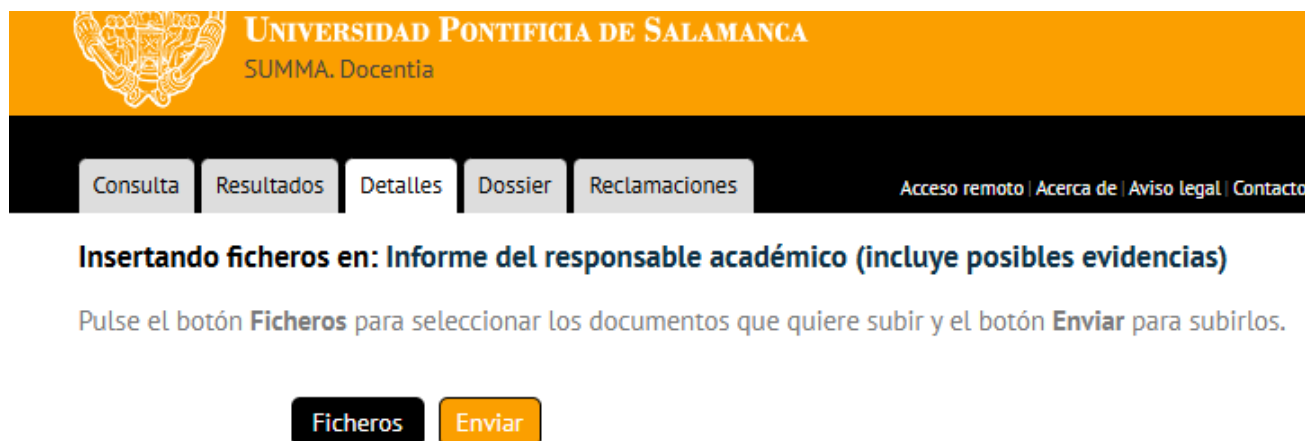 UNIVERSIDAD PONTIFICIA DE SALAMANCA
SUMMA. Docentia
Consulta Resultados Detalles Dossier Reclamaciones Acceso remoto | Acerca de | Aviso legal | Contacto
Insertando ficheros en: Informe del responsable académico (incluye posibles evidencias)
Pulse el botón Ficheros para seleccionar los documentos que quiere subir y el botón Enviar para subirlos.
Ficheros Enviar